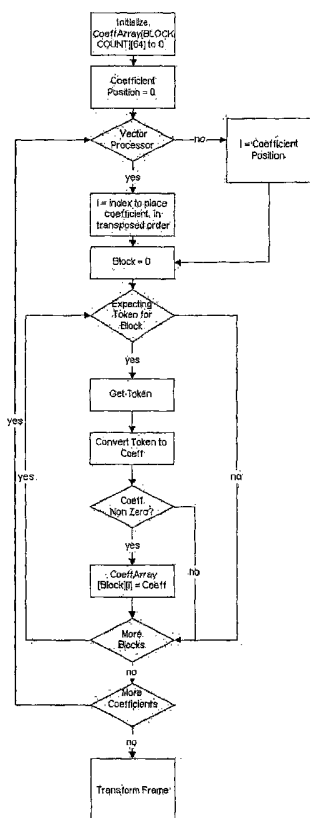 Initialize,
CoeffArray[BLOCK
COUNT][64] to 0
Coefficient
Position = 0
Vector
Processor
no
I = Coefficient
Position
yes
I = index to place
coefficient, in
transposed order
Block = 0
Expecting
Token for
Block
yes
Get-Token
Convert Token to
Coeff
yes
yes
no
Coeff.
Non Zero?
no
yes
CoeffArray
[Block][I] = Coeff
More
Blocks
no
More
Coefficients
no
Transform Frame